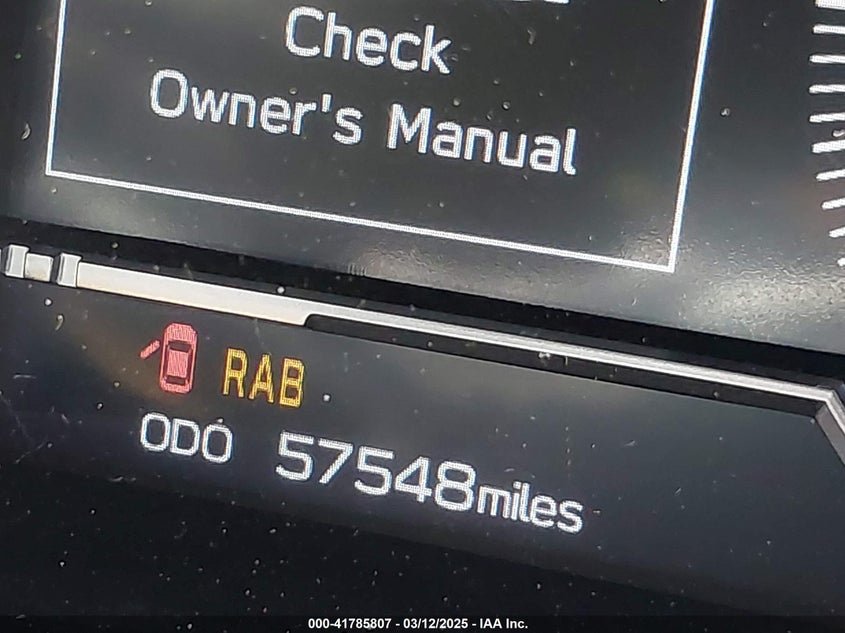 Check
Owner's Manual
RAB
ODO 57548miles
000-41785807 - 03/12/2025 - IAA Inc.